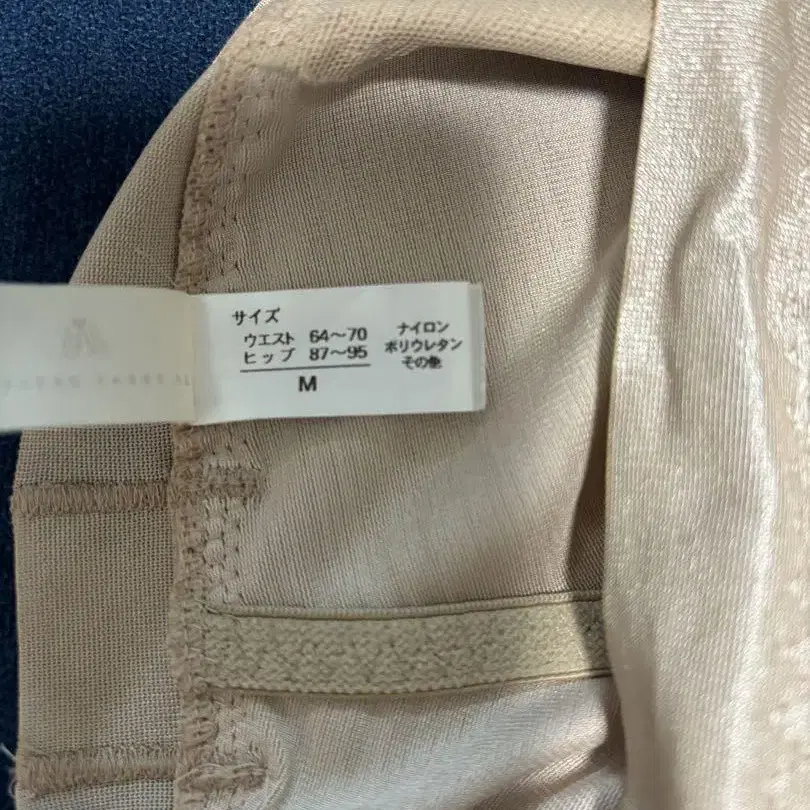 サイズ
ウエスト 64〜70
ヒップ 87〜95
M
ナイロン
ポリウレタン
その他